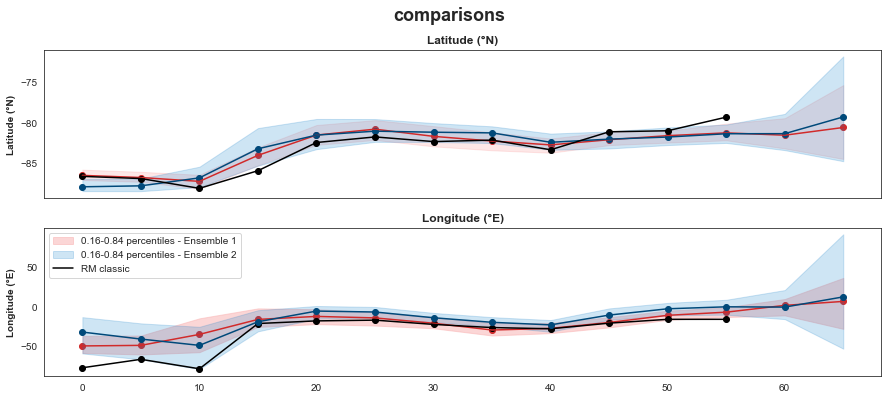 comparisons
Latitude (°N)
Latitude (°N)
−75
−80
−85
Longitude (°E)
Longitude (°E)
0.16-0.84 percentiles - Ensemble 1
0.16-0.84 percentiles - Ensemble 2
RM classic
50
0
−50
0 10 20 30 40 50 60